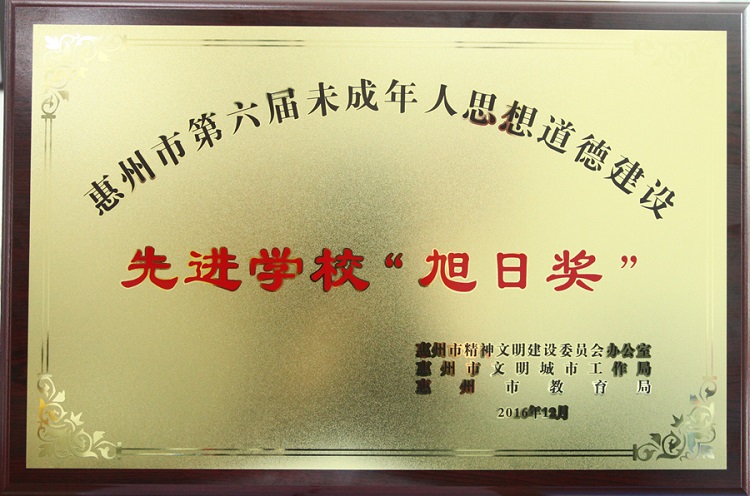 惠州市第六届未成年人思想道德建设
先进学校“旭日奖”
惠州市精神文明建设委员会办公室
惠州市文明城市工作局
惠州市教育局
2016年12月